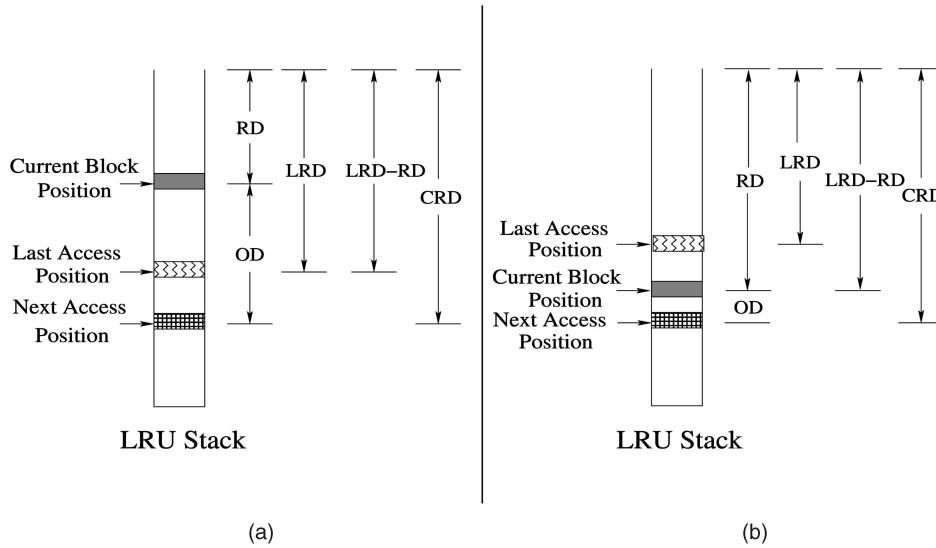 RD
LRD
LRD–RD
CRD
OD
Current Block
Position
Last Access
Position
Next Access
Position
LRU Stack
(a)
RD
LRD
LRD–RD
CRD
OD
Last Access
Position
Current Block
Position
Next Access
Position
LRU Stack
(b)